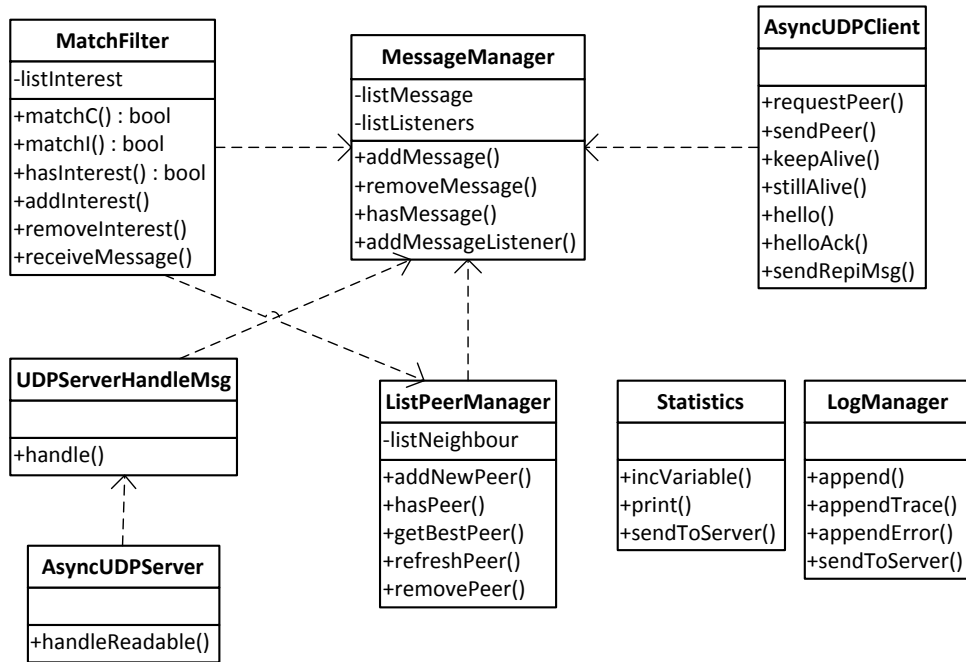 MatchFilter
-listInterest
+matchC() : bool
+matchI() : bool
+hasInterest() : bool
+addInterest()
+removeInterest()
+receiveMessage()
MessageManager
-listMessage
-listListeners
+addMessage()
+removeMessage()
+hasMessage()
+addMessageListener()
AsyncUDPClient
+requestPeer()
+sendPeer()
+keepAlive()
+stillAlive()
+hello()
+helloAck()
+sendRepiMsg()
UDPServerHandleMsg
+handle()
AsyncUDPServer
+handleReadable()
ListPeerManager
-listNeighbour
+addNewPeer()
+hasPeer()
+getBestPeer()
+refreshPeer()
+removePeer()
Statistics
+incVariable()
+print()
+sendToServer()
LogManager
+append()
+appendTrace()
+appendError()
+sendToServer()